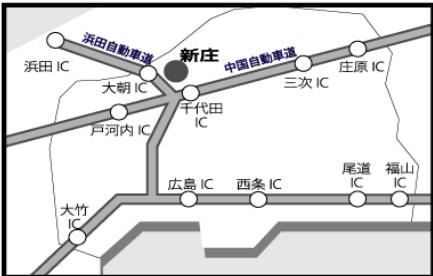 浜田自動車道
新庄
中国自動車道
庄原 IC
浜田 IC
大朝 IC
三次 IC
戸河内 IC
千代田
IC
広島 IC
西条 IC
尾道
IC
福山
IC
大竹
IC